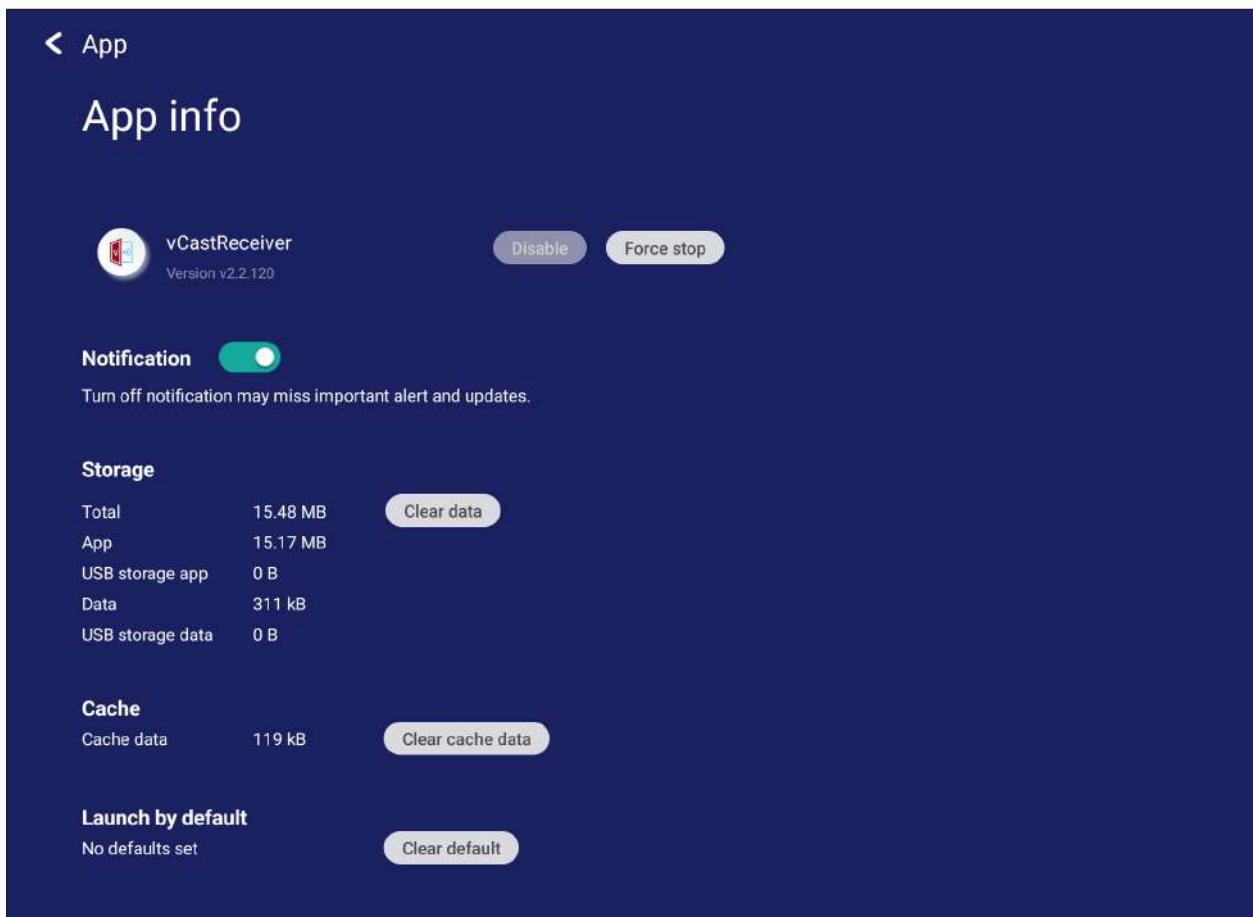 App
App info
vCastReceiver
Disable
Force stop
Version v2.2.120
Notification
Turn off notification may miss important alert and updates.
Storage
Total 15.48 MB Clear data
App 15.17 MB
USB storage app 0 B
Data 311 kB
USB storage data 0 B
Cache
Cache data 119 kB Clear cache data
Launch by default
No defaults set Clear default